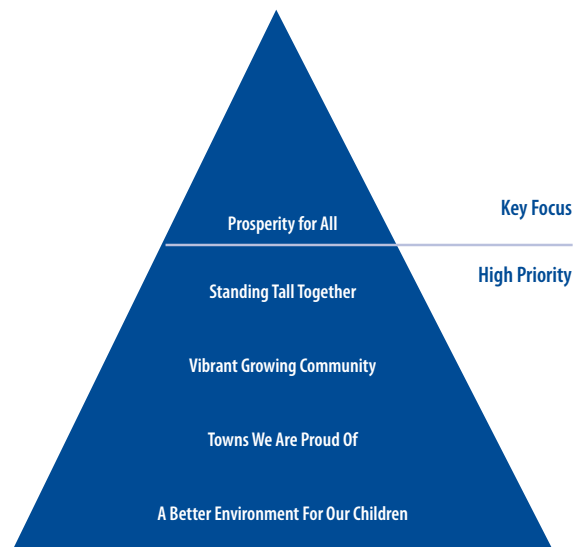 Key Focus
Prosperity for All
High Priority
Standing Tall Together
Vibrant Growing Community
Towns We Are Proud Of
A Better Environment For Our Children